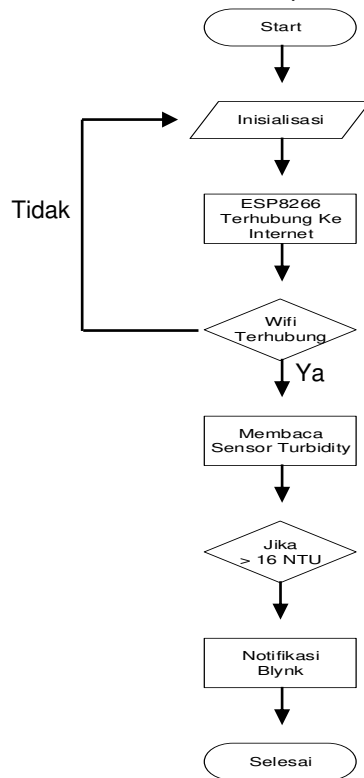 Start
Inisialisasi
ESP8266
Terhubung Ke
Internet
Tidak
Wifi
Terhubung
Ya
Membaca
Sensor Turbidity
Jika
> 16 NTU
Notifikasi
Blynk
Selesai